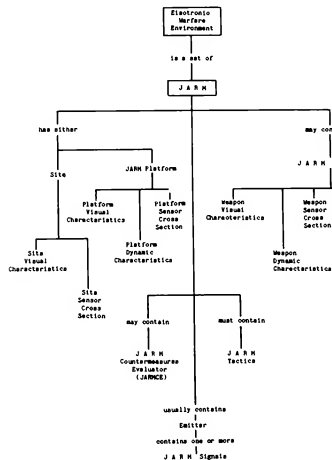 Electronic
Warfare
Environment
is a set of
J A R M
has either
may con
Site
JARM Platform
J A R M
Platform
Visual
Characteristics
Platform
Sensor
Cross
Section
Weapon
Visual
Characteristics
Weapon
Sensor
Cross
Section
Site
Visual
Characteristics
Platform
Dynamic
Characteristics
Weapon
Dynamic
Charectaristics
Site
Sensor
Cross
Section
may contain
must contain
J A R M
Countermeasures
Evaluator
(JARMCE)
J A R M
Tactics
usually contains
Emitter
contains one or more
J A R M Signals